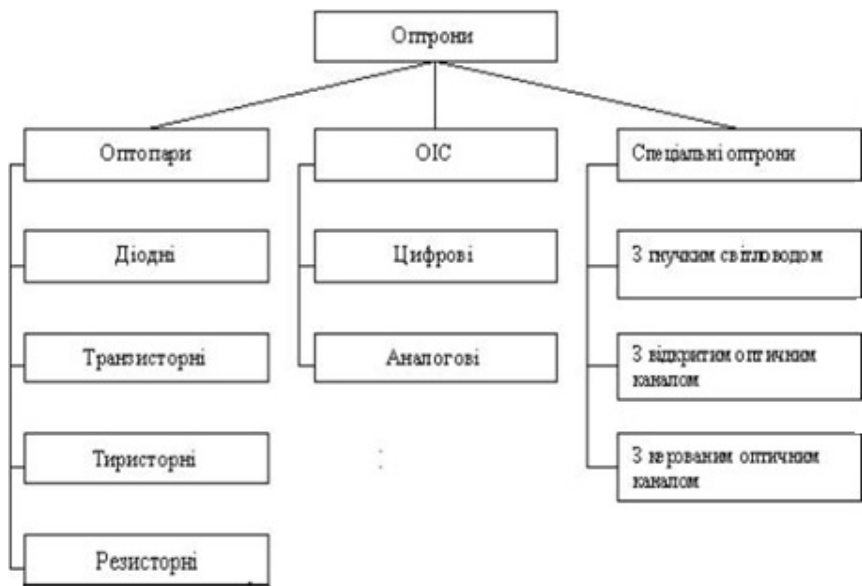 Оптрони
Оптопари
Діодні
Транзисторні
Тиристорні
Резисторні
ОІС
Цифрові
Аналогові
Спеціальні оптрони
З гнучким світловодом
З відкритим оптичним
каналом
З керованим оптичним
каналом